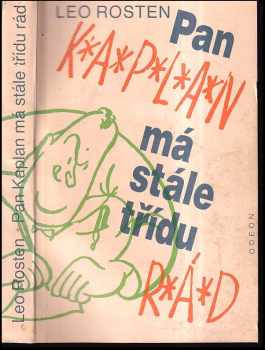 Leo Rosten - Pan Kaplan má stále třídu rád
LEO ROSTEN
Pan
K*A*P*L*A*N
má
stále
třídu
R*Á*D
ODEON